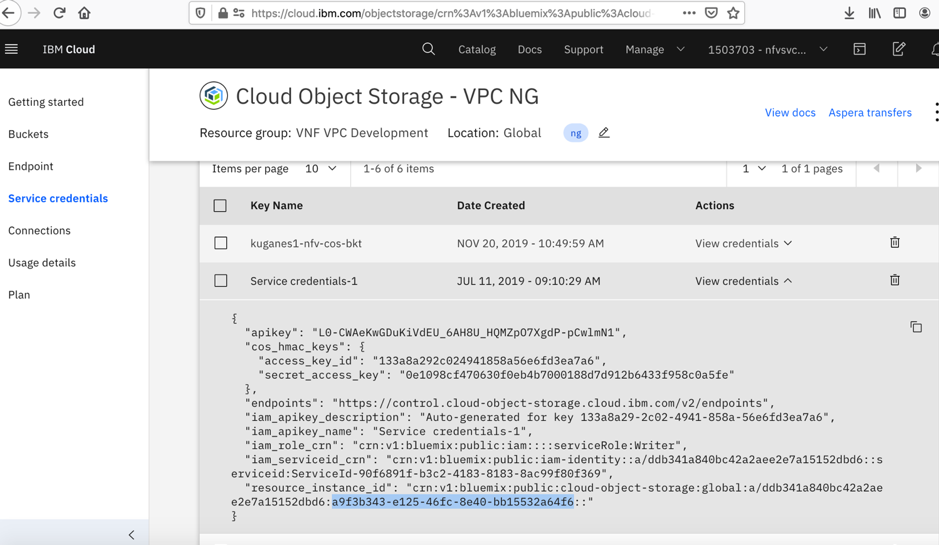 https://cloud.ibm.com/objectstorage/crn%3Av1%3Abluemix%3Apublic%3Acloud-
IBM Cloud
Catalog Docs Support Manage 1503703 - nfvsvc...
Cloud Object Storage - VPC NG
View docs Aspera transfers
Resource group: VNF VPC Development Location: Global ng
Getting started
Buckets
Endpoint
Service credentials
Connections
Usage details
Plan
Items per page 10 1-6 of 6 items 1 1 of 1 pages
Key Name Date Created Actions
kuganes1-nfv-cos-bkt NOV 20, 2019 - 10:49:59 AM View credentials
Service credentials-1 JUL 11, 2019 - 09:10:29 AM View credentials
{
"apikey": "L0-CWAeKwGDuKiVdEU_6AH8U_HQMZpO7XgdP-pCwlmN1",
"cos_hmac_keys": {
"access_key_id": "133a8a292c024941858a56e6fd3ea7a6",
"secret_access_key": "0e1098cf470630f0eb4b7000188d7d912b6433f958c0a5fe"
},
"endpoints": "https://control.cloud-object-storage.cloud.ibm.com/v2/endpoints",
"iam_apikey_description": "Auto-generated for key 133a8a29-2c02-4941-858a-56e6fd3ea7a6",
"iam_apikey_name": "Service credentials-1",
"iam_role_crn": "crn:v1:bluemix:public:iam::::serviceRole:Writer",
"iam_serviceid_crn": "crn:v1:bluemix:public:iam-identity::a/ddb341a840bc42a2aee2e7a15152dbd6::s
erviceid:ServiceId-90f6891f-b3c2-4183-8183-8ac99f80f369",
"resource_instance_id": "crn:v1:bluemix:public:cloud-object-storage:global:a/ddb341a840bc42a2ae
e2e7a15152dbd6:a9f3b343-e125-46fc-8e40-bb15532a64f6::"
}